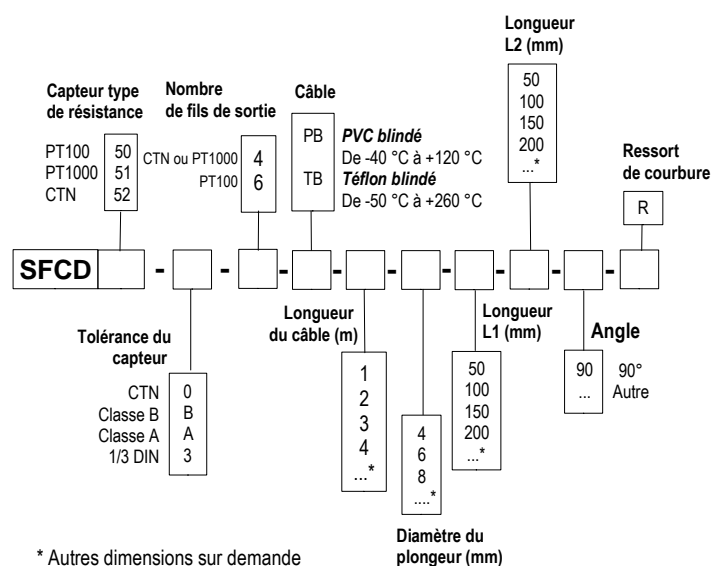 Longueur
L2 (mm)
50
100
150
200
...*
Capteur type
de résistance
PT100 50
PT1000 51
CTN 52
Nombre
de fils de sortie
CTN ou PT1000 4
PT100 6
Câble
PB PVC blindé
De -40 °C à +120 °C
TB Téflon blindé
De -50 °C à +260 °C
Ressort
de courbure
R
SFCD - - - - - - - - -
Tolérance du
capteur
CTN 0
Classe B B
Classe A A
1/3 DIN 3
Longueur
du câble (m)
1
2
3
4
...*
4
6
8
....*
Diamètre du
plongeur (mm)
Longueur
L1 (mm)
50
100
150
200
...*
Angle
90 90°
... Autre
* Autres dimensions sur demande